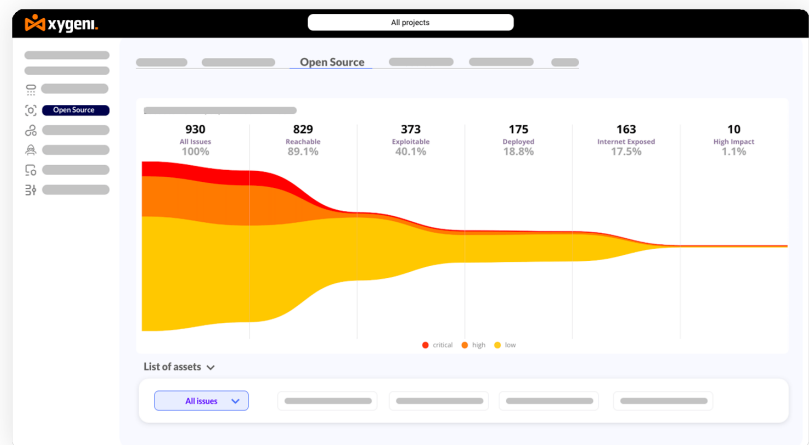 xygeni.
All projects
Open Source
Open Source
930
All Issues
100%
829
Reachable
89.1%
373
Exploitable
40.1%
175
Deployed
18.8%
163
Internet Exposed
17.5%
10
High Impact
1.1%
critical
high
low
List of assets
All issues